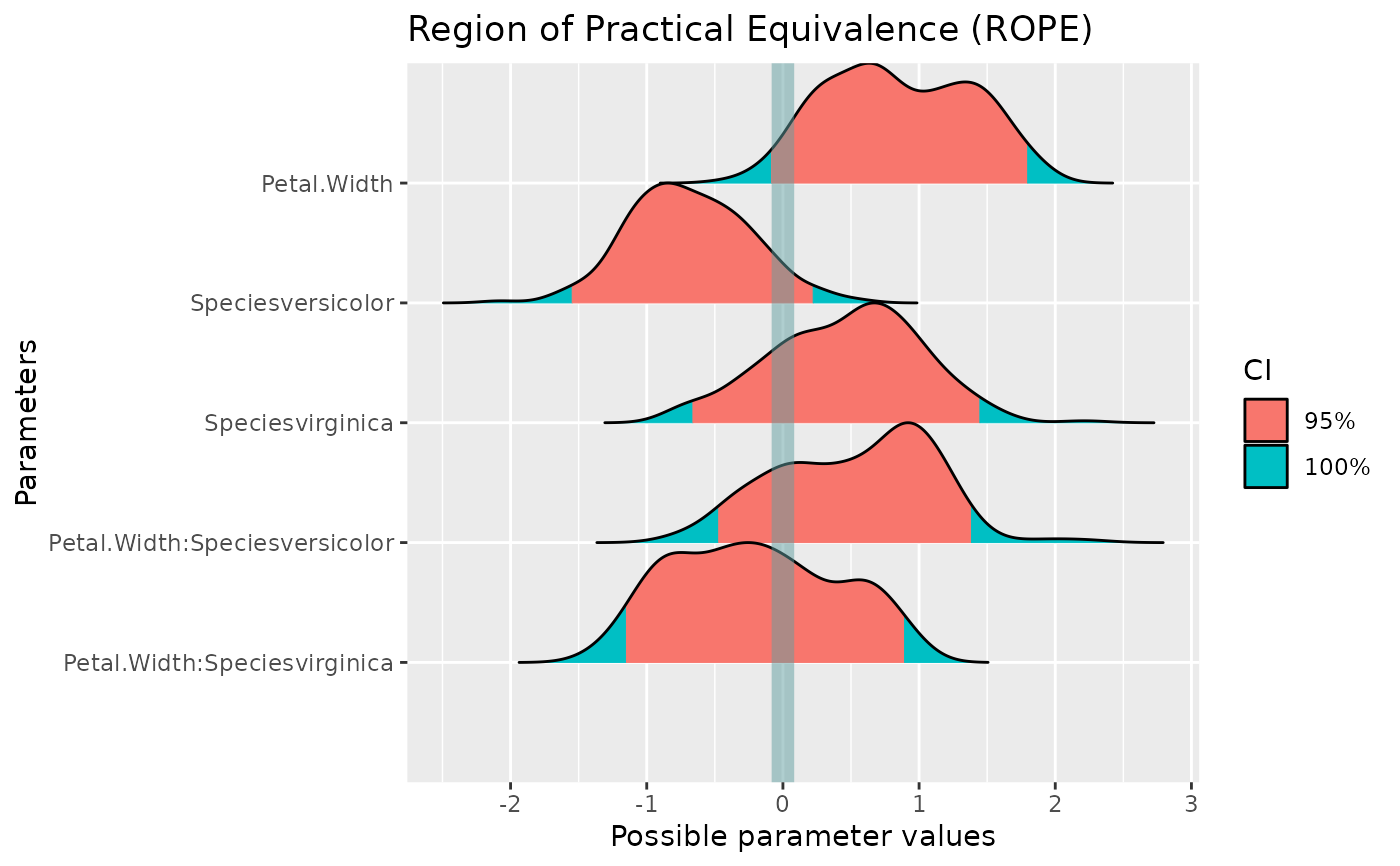 Region of Practical Equivalence (ROPE)
Parameters
Petal.Width
Speciesversicolor
Speciesvirginica
Petal.Width:Speciesversicolor
Petal.Width:Speciesvirginica
-2 -1 0 1 2 3
Possible parameter values
CI
95%
100%